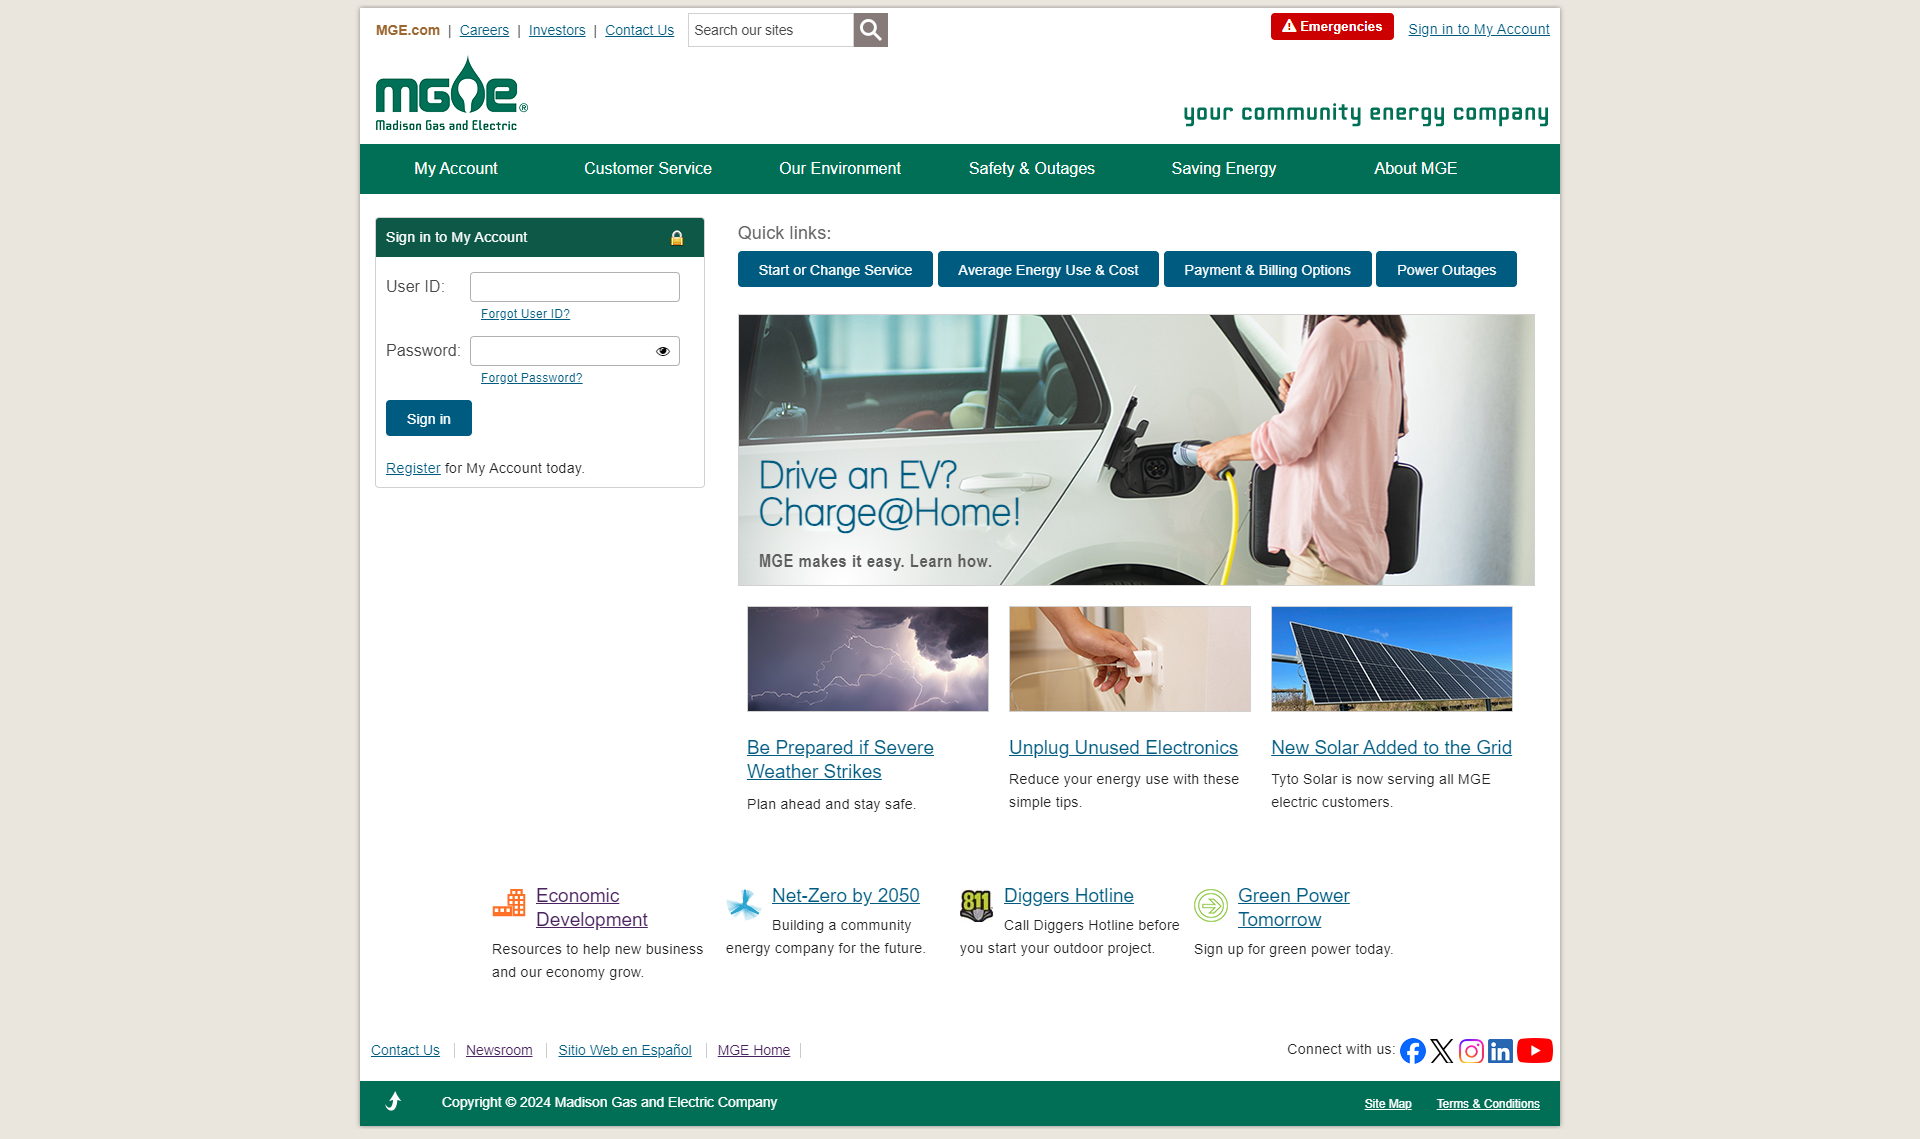 MGE.com | Careers | Investors | Contact Us
Search our sites
Emergencies
Sign in to My Account
mge®
Madison Gas and Electric
your community energy company
My Account
Customer Service
Our Environment
Safety & Outages
Saving Energy
About MGE
Sign in to My Account
User ID:
Forgot User ID?
Password:
Forgot Password?
Sign in
Register for My Account today.
Quick links:
Start or Change Service
Average Energy Use & Cost
Payment & Billing Options
Power Outages
Drive an EV?
Charge@Home!
MGE makes it easy. Learn how.
Be Prepared if Severe
Weather Strikes
Plan ahead and stay safe.
Unplug Unused Electronics
Reduce your energy use with these
simple tips.
New Solar Added to the Grid
Tyto Solar is now serving all MGE
electric customers.
Economic
Development
Resources to help new business
and our economy grow.
Net-Zero by 2050
Building a community
energy company for the future.
811
Diggers Hotline
Call Diggers Hotline before
you start your outdoor project.
Green Power
Tomorrow
Sign up for green power today.
Contact Us
Newsroom
Sitio Web en Español
MGE Home
Connect with us:
Copyright © 2024 Madison Gas and Electric Company
Site Map
Terms & Conditions